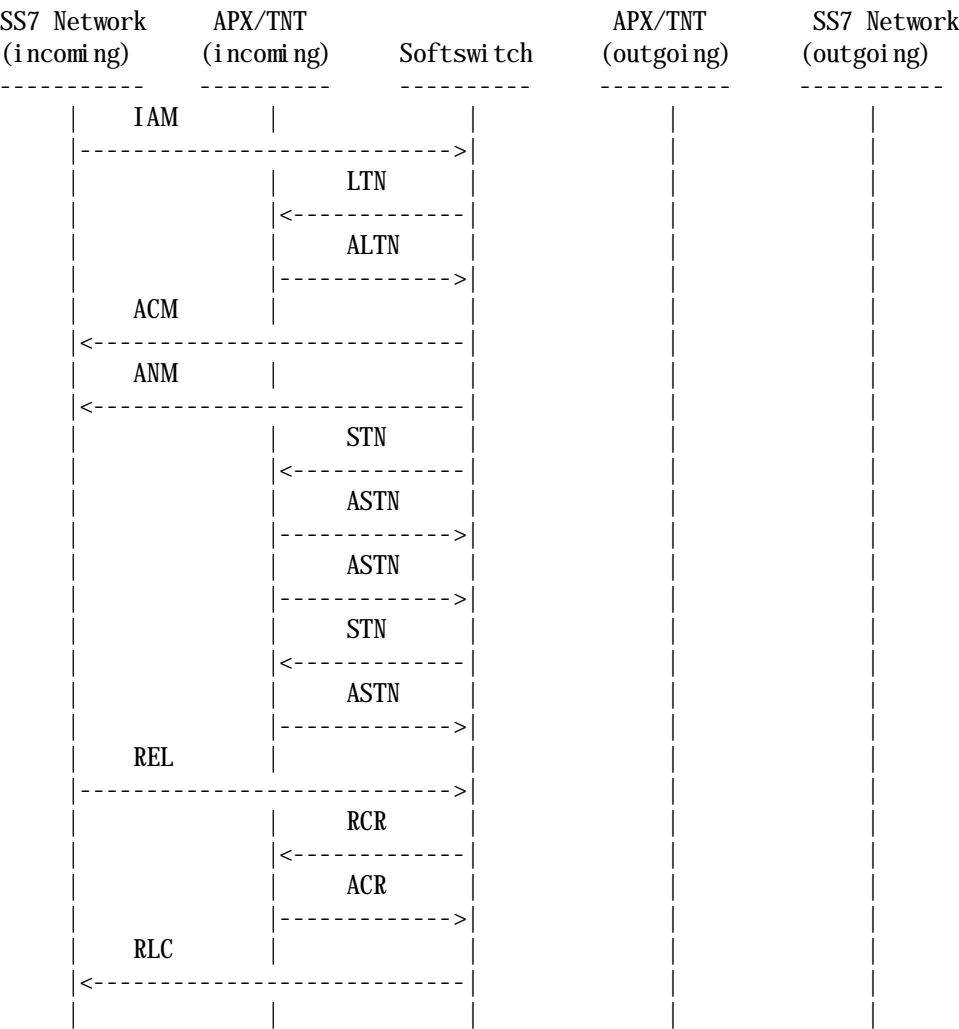 SS7 Network APX/TNT APX/TNT SS7 Network
(incoming) (incoming) Softswitch (outgoing) (outgoing)
IAM
LTN
ALTN
ACM
ANM
STN
ASTN
ASTN
STN
ASTN
REL
RCR
ACR
RLC